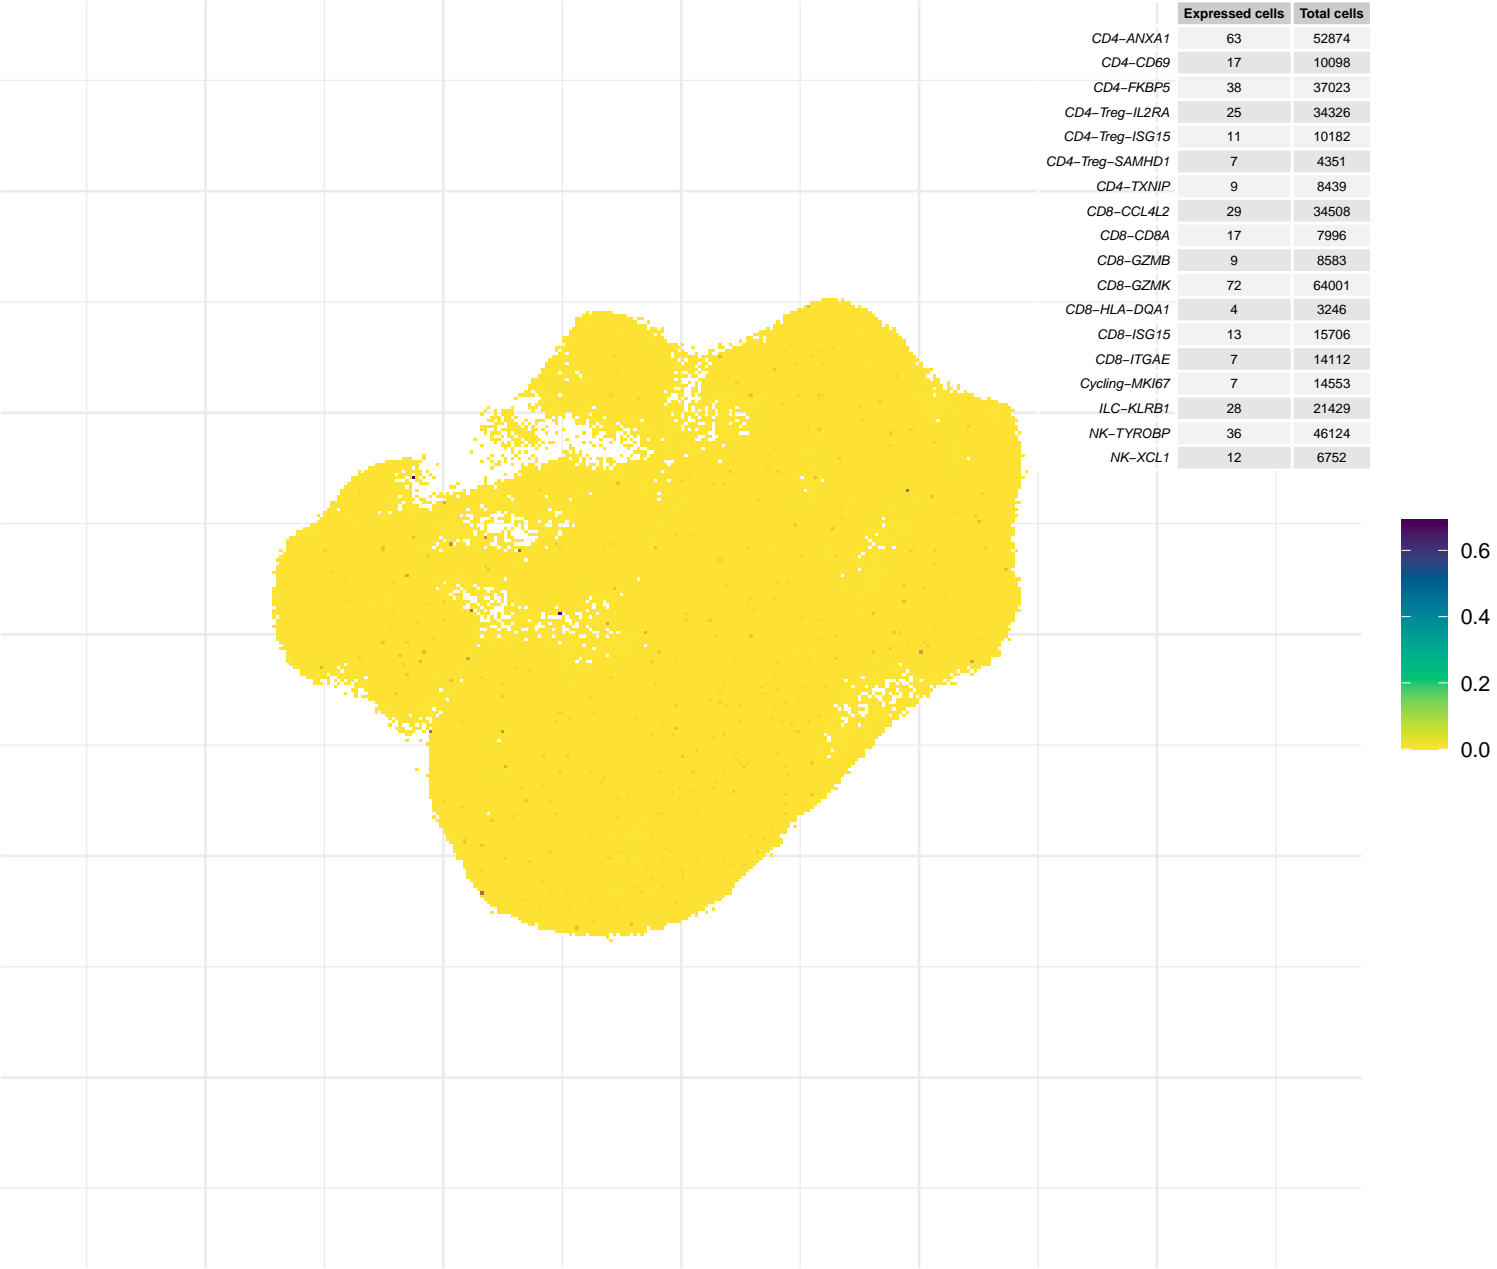 Expressed cells Total cells
CD4−ANXA1 63 52874
CD4−CD69 17 10098
CD4−FKBP5 38 37023
CD4−Treg−IL2RA 25 34326
CD4−Treg−ISG15 11 10182
CD4−Treg−SAMHD1 7 4351
CD4−TXNIP 9 8439
CD8−CCL4L2 29 34508
CD8−CD8A 17 7996
CD8−GZMB 9 8583
CD8−GZMK 72 64001
CD8−HLA−DQA1 4 3246
CD8−ISG15 13 15706
CD8−ITGAE 7 14112
Cycling−MKI67 7 14553
ILC−KLRB1 28 21429
NK−TYROBP 36 46124
NK−XCL1 12 6752
0.6
0.4
0.2
0.0